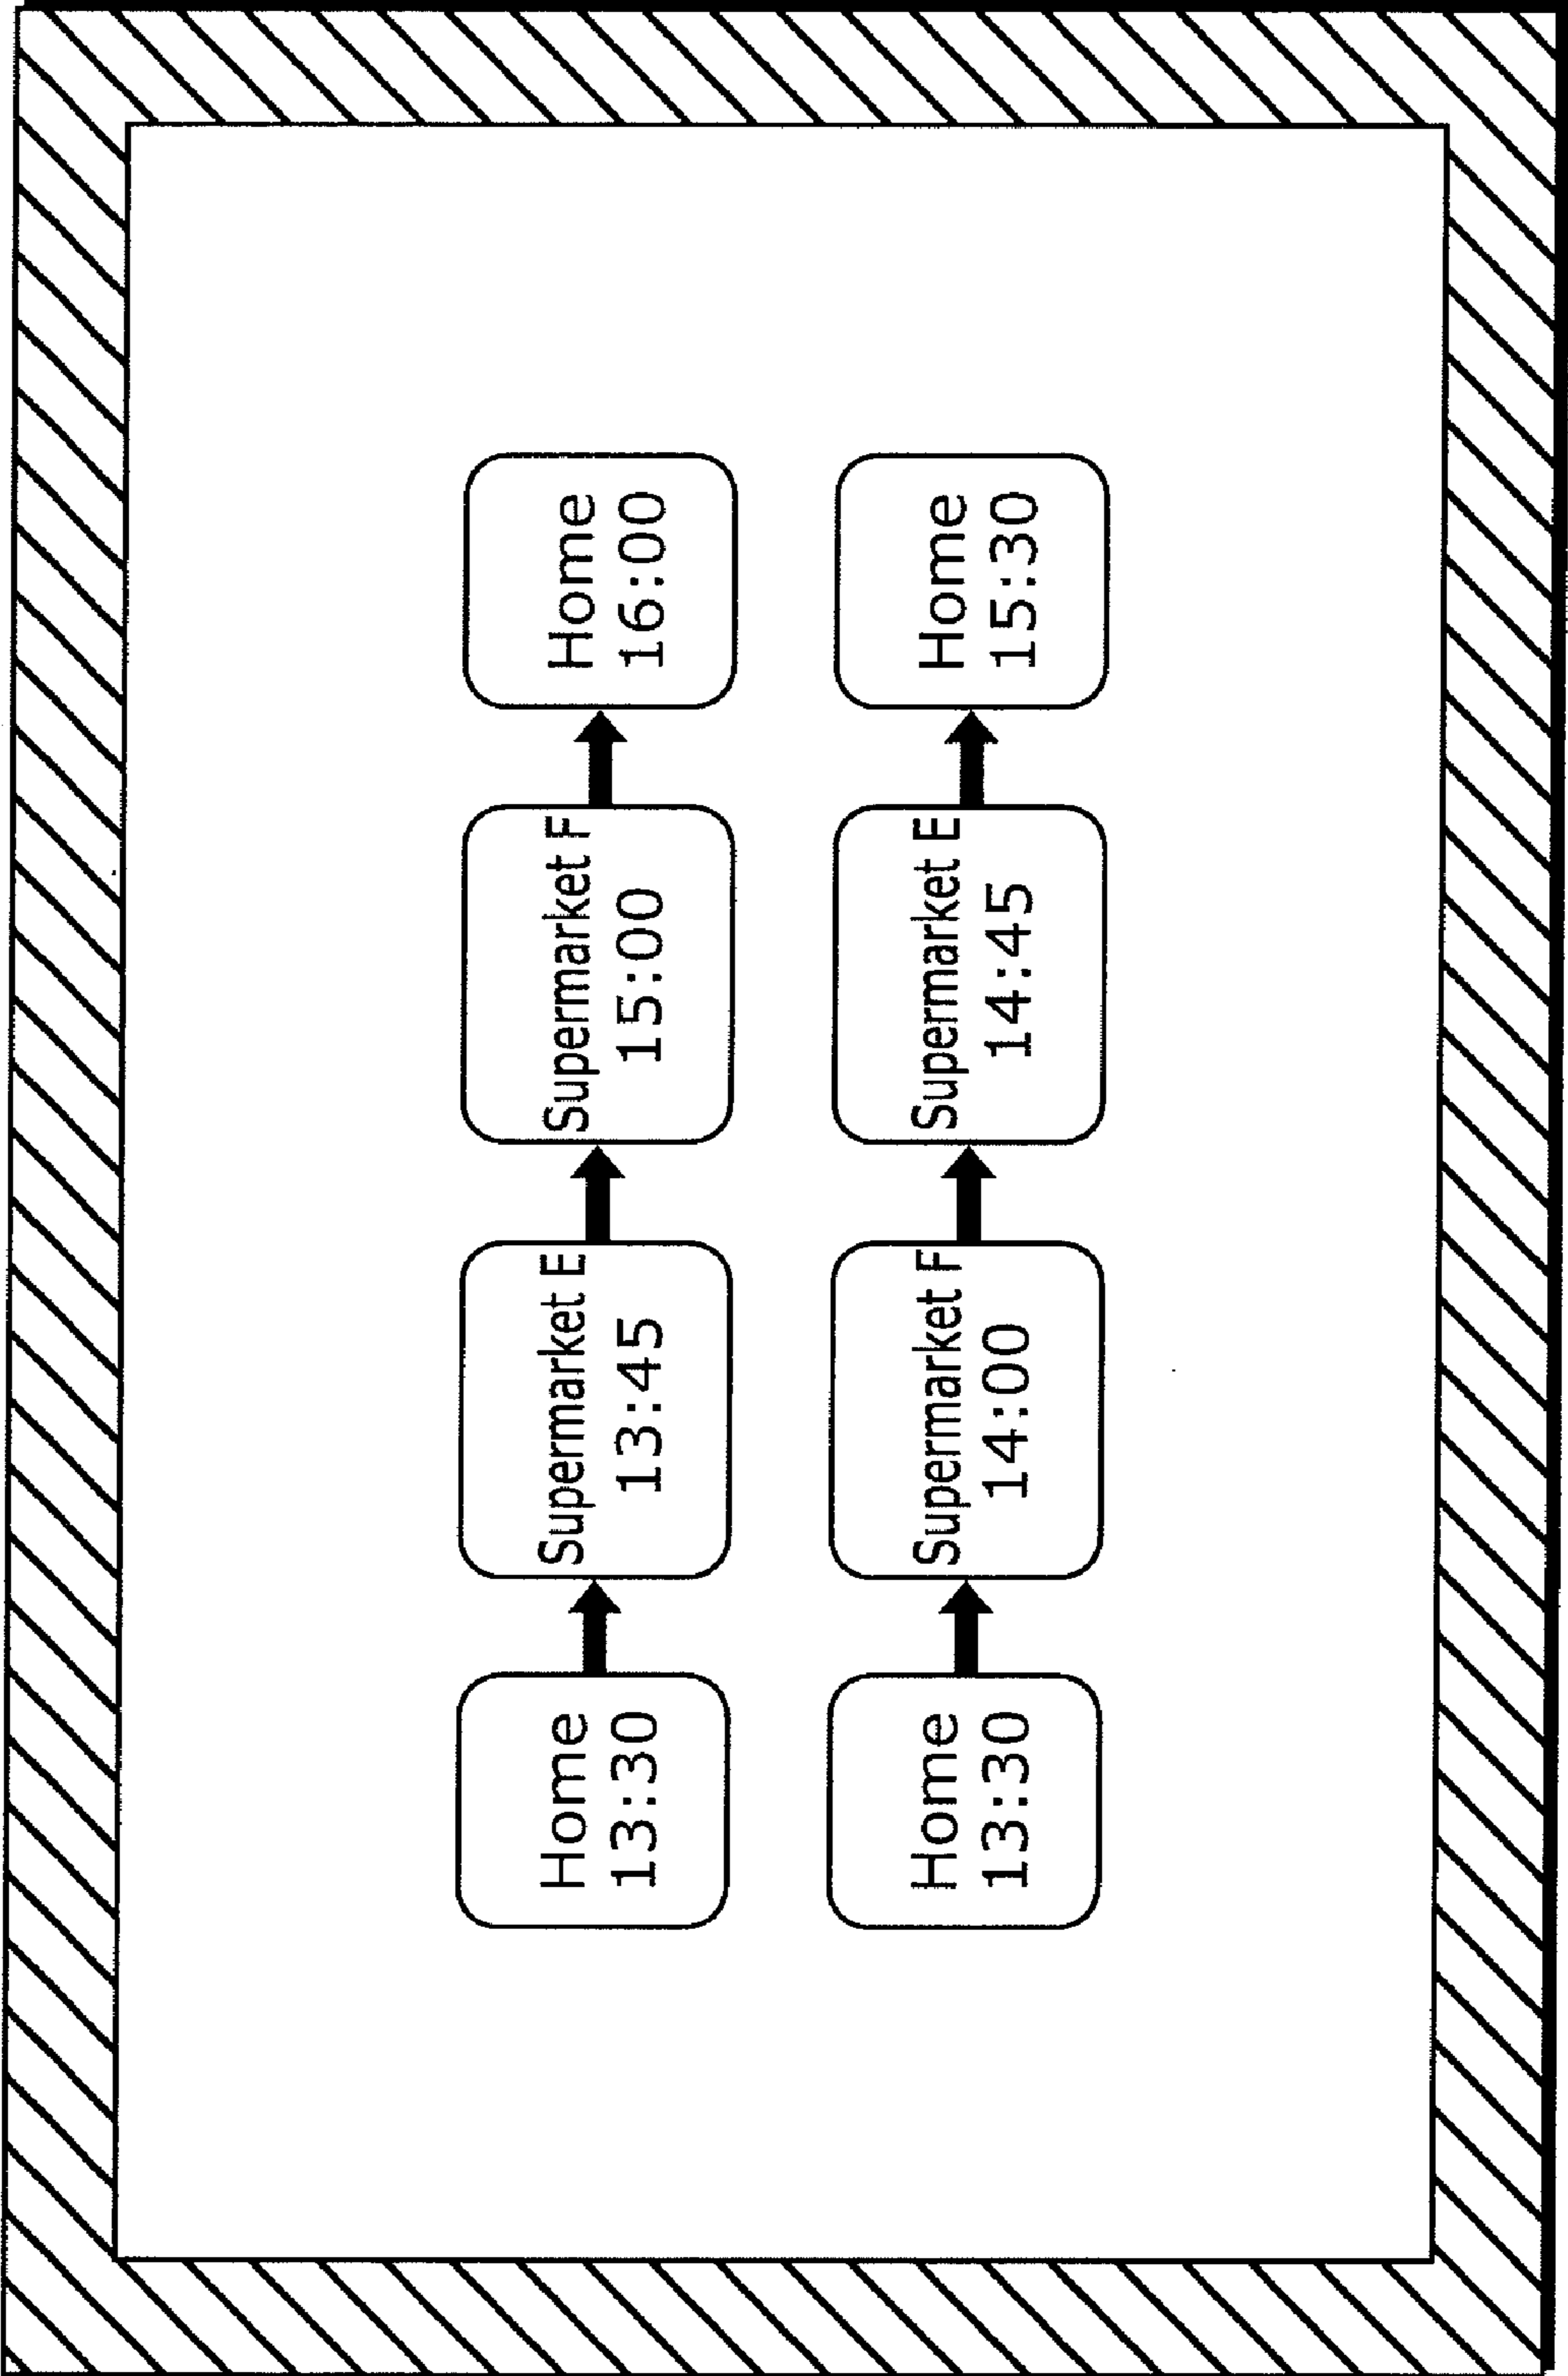 Home
13:30
Supermarket E
13:45
Supermarket F
15:00
Home
16:00
Home
13:30
Supermarket F
14:00
Supermarket E
14:45
Home
15:30